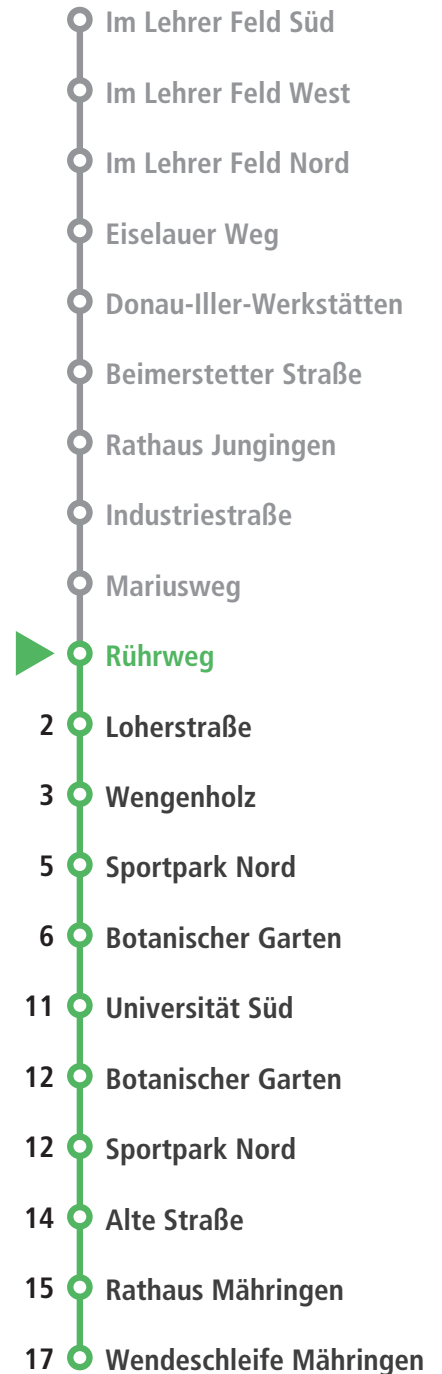 Im Lehrer Feld Süd
Im Lehrer Feld West
Im Lehrer Feld Nord
Eiselauer Weg
Donau-Iller-Werkstätten
Beimerstetter Straße
Rathaus Jungingen
Industriestraße
Mariusweg
Rührweg
2 Loherstraße
3 Wengenholz
5 Sportpark Nord
6 Botanischer Garten
11 Universität Süd
12 Botanischer Garten
12 Sportpark Nord
14 Alte Straße
15 Rathaus Mähringen
17 Wendeschleife Mähringen